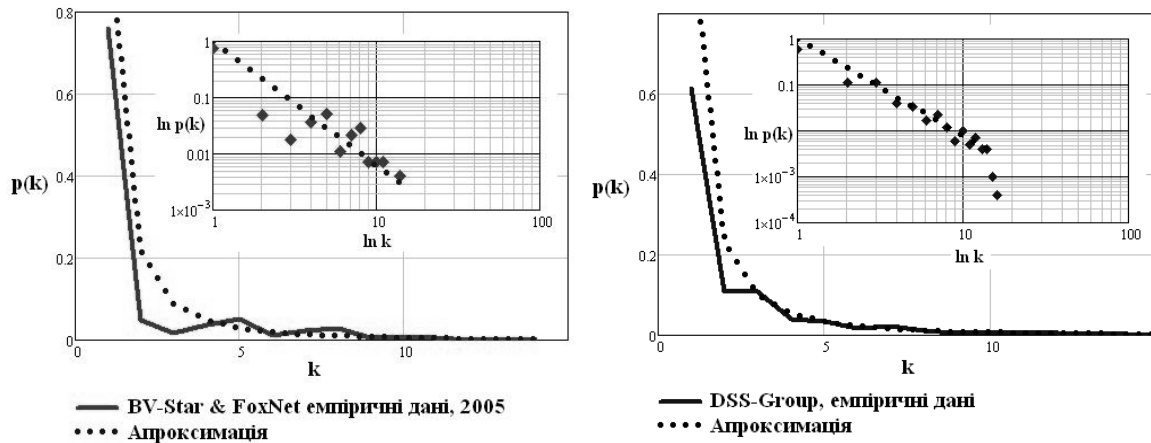 0.8
0.6
0.4
0.2
0
p(k)
0
5
10
k
1
0.1
0.01
1×10⁻³
ln p(k)
1
10
100
ln k
BV-Star & FoxNet емпіричні дані, 2005
Апроксимація
0.6
0.4
0.2
0
p(k)
0
5
10
k
1
0.1
1×10⁻³
1×10⁻⁴
ln p(k)
1
10
100
ln k
DSS-Group, емпіричні дані
Апроксимація